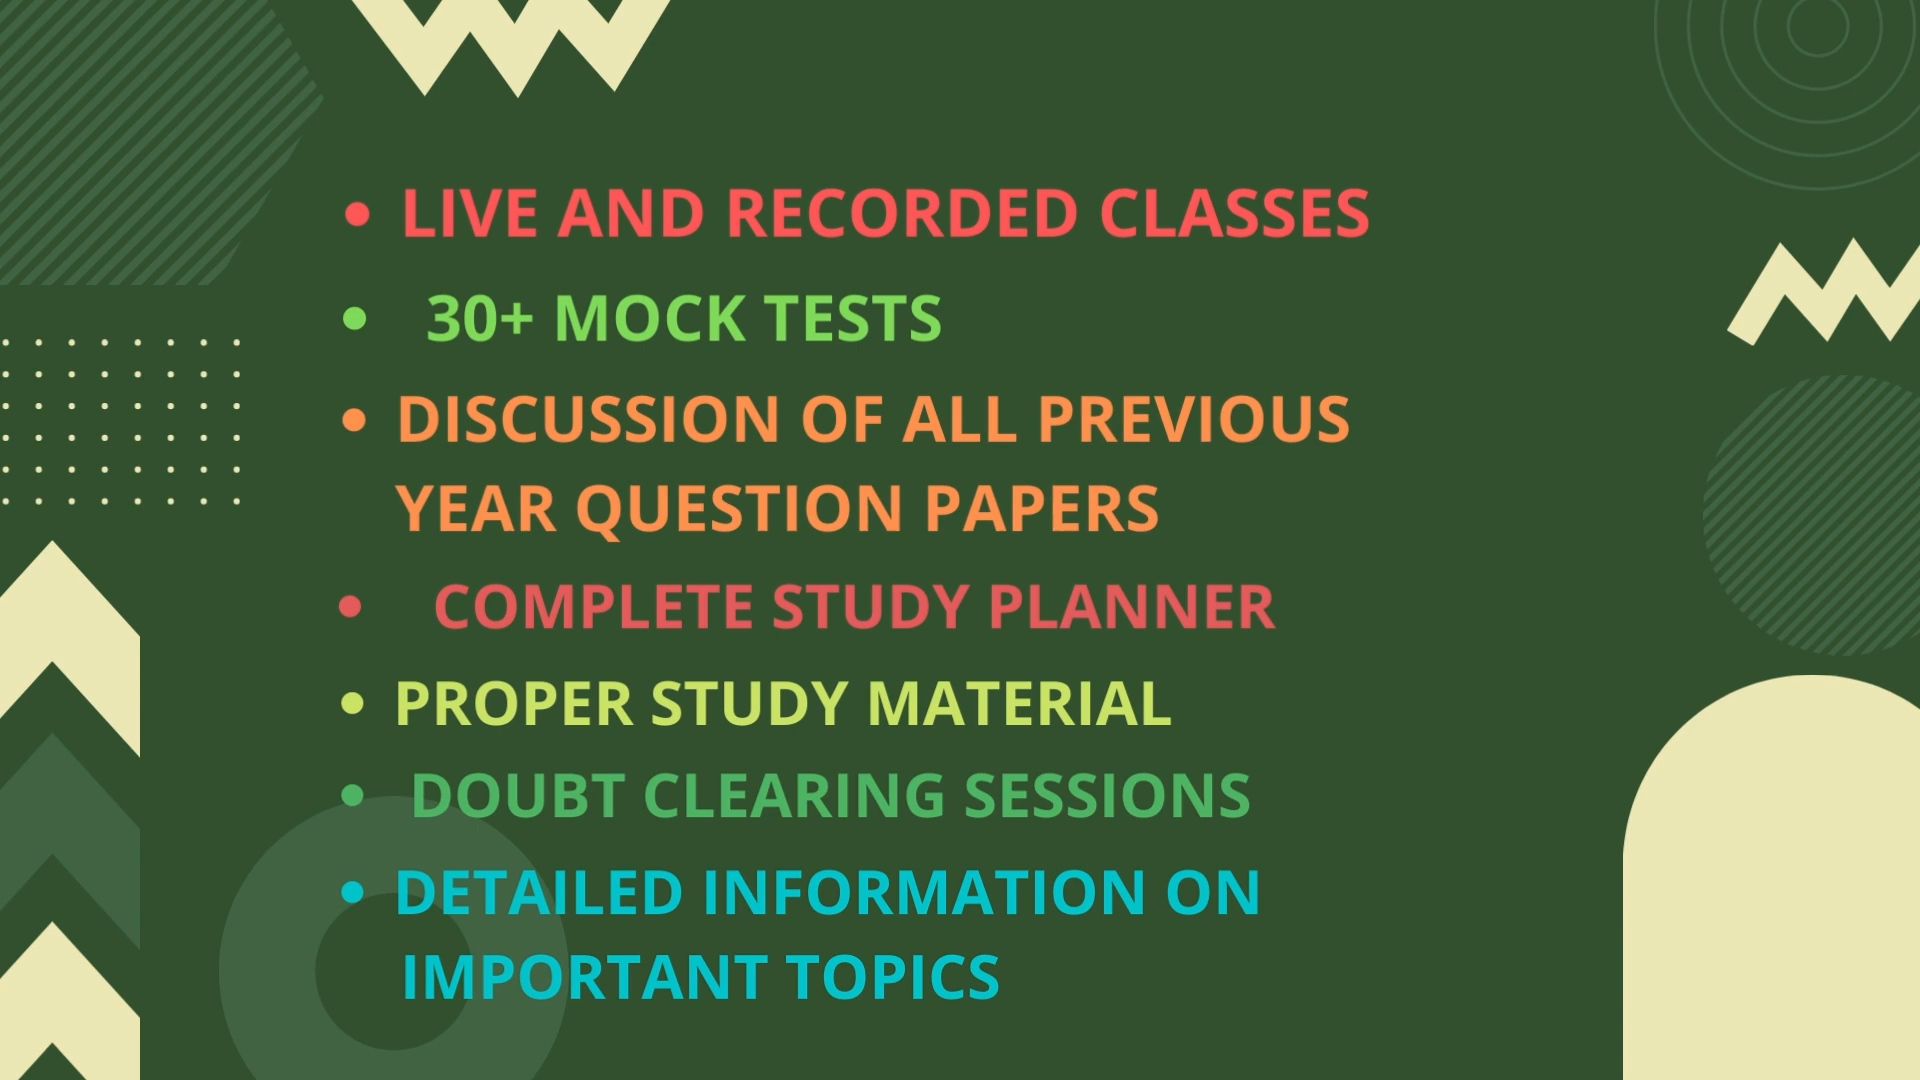 • LIVE AND RECORDED CLASSES
• 30+ MOCK TESTS
• DISCUSSION OF ALL PREVIOUS
YEAR QUESTION PAPERS
• COMPLETE STUDY PLANNER
• PROPER STUDY MATERIAL
• DOUBT CLEARING SESSIONS
• DETAILED INFORMATION ON
IMPORTANT TOPICS